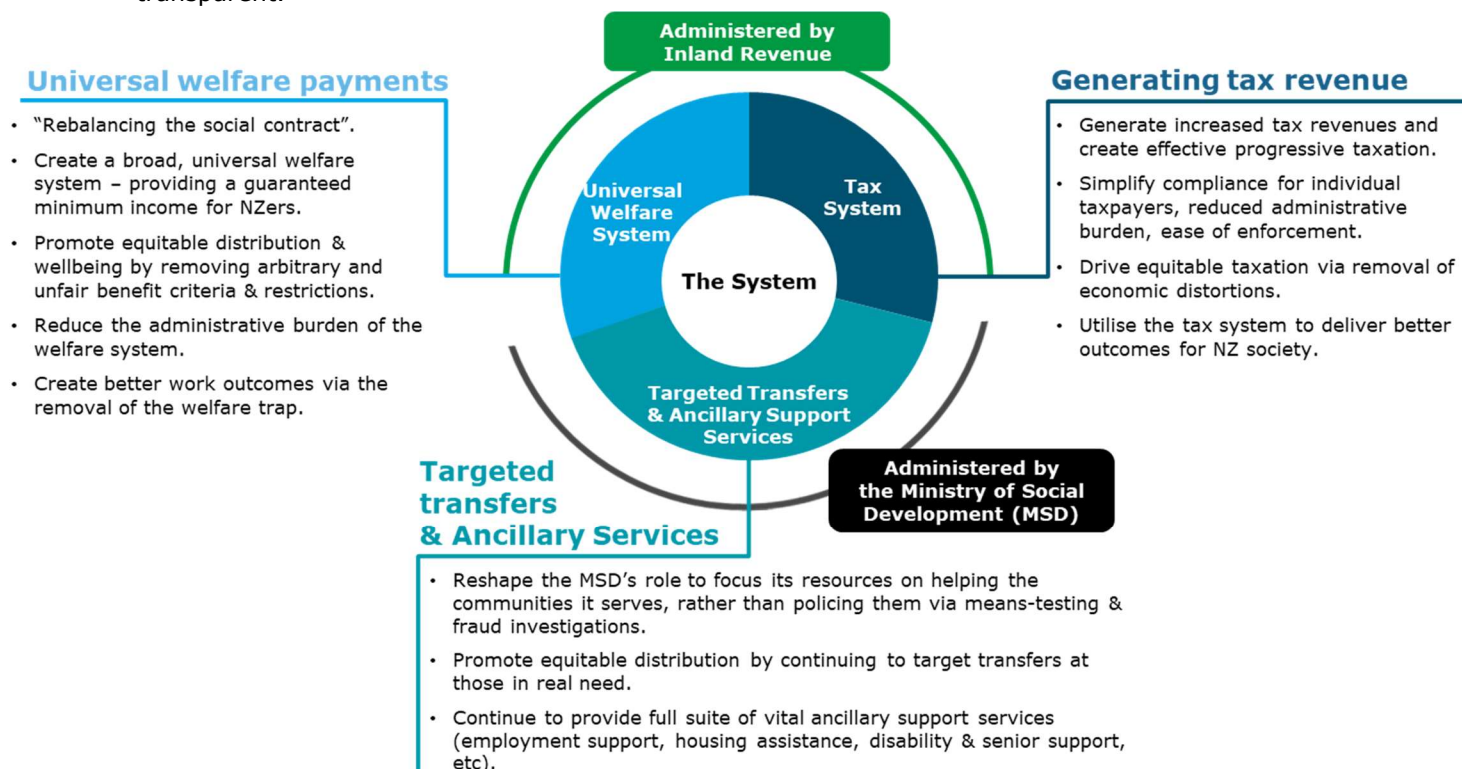 transparent.
Administered by
Inland Revenue
Universal welfare payments
• “Rebalancing the social contract”.
• Create a broad, universal welfare
system – providing a guaranteed
minimum income for NZers.
• Promote equitable distribution &
wellbeing by removing arbitrary and
unfair benefit criteria & restrictions.
• Reduce the administrative burden of the
welfare system.
• Create better work outcomes via the
removal of the welfare trap.
Universal
Welfare
System
Tax
System
The System
Targeted Transfers
& Ancillary Support
Services
Generating tax revenue
• Generate increased tax revenues and
create effective progressive taxation.
• Simplify compliance for individual
taxpayers, reduced administrative
burden, ease of enforcement.
• Drive equitable taxation via removal of
economic distortions.
• Utilise the tax system to deliver better
outcomes for NZ society.
Administered by
the Ministry of Social
Development (MSD)
Targeted
transfers
& Ancillary Services
• Reshape the MSD’s role to focus its resources on helping the
communities it serves, rather than policing them via means-testing &
fraud investigations.
• Promote equitable distribution by continuing to target transfers at
those in real need.
• Continue to provide full suite of vital ancillary support services
(employment support, housing assistance, disability & senior support,
etc).